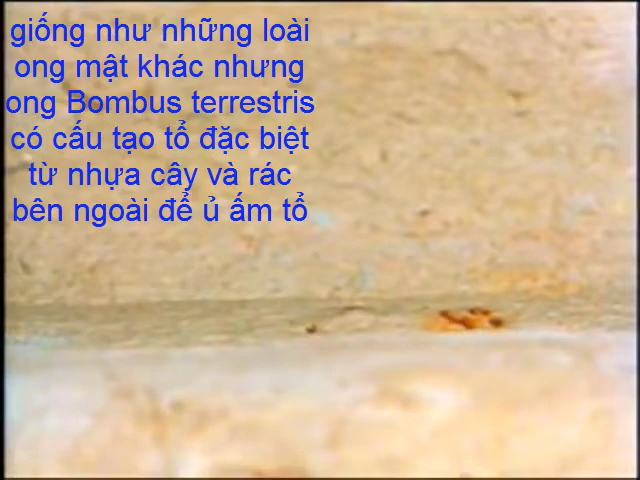 giống như những loài
ong mật khác nhưng
ong Bombus terrestris
có cấu tạo tổ đặc biệt
từ nhựa cây và rác
bên ngoài để ủ ấm tổ